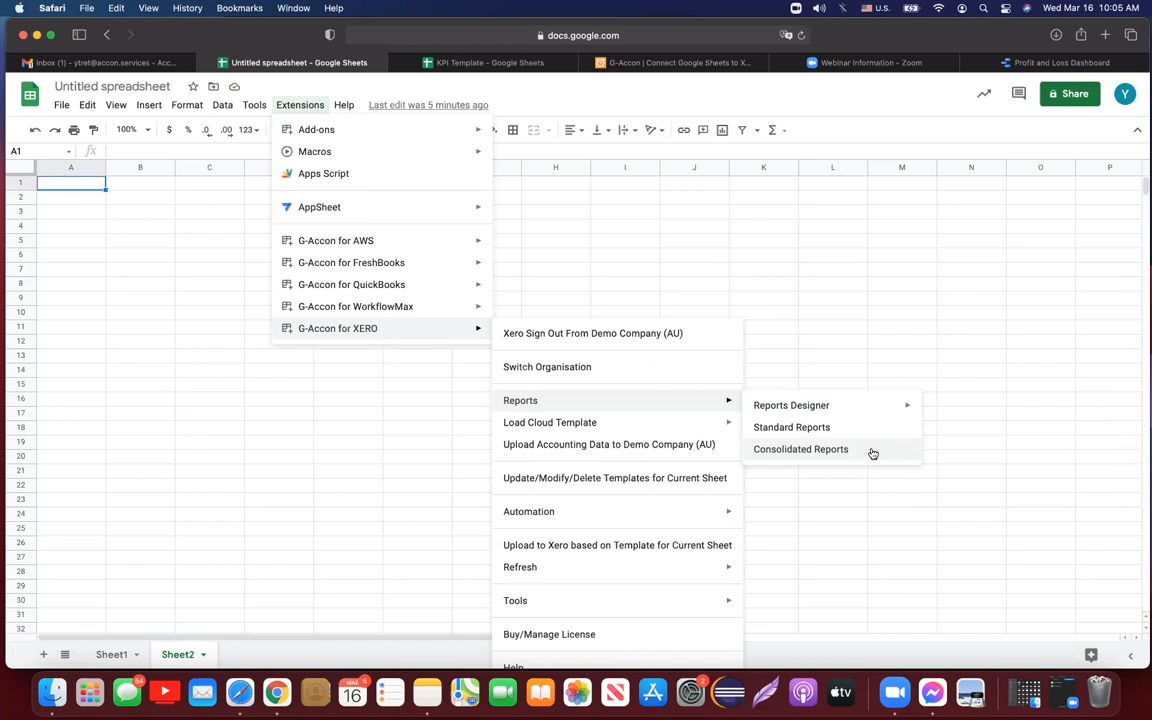 Safari File Edit View History Bookmarks Window Help U.S. Wed Mar 16 10:05 AM
docs.google.com
Inbox (1) - ytret@accon.services - Acc... Untitled spreadsheet - Google Sheets KPI Template - Google Sheets G-Accon | Connect Google Sheets to X... Webinar Information - Zoom Profit and Loss Dashboard
Untitled spreadsheet
File Edit View Insert Format Data Tools Extensions Help Last edit was 5 minutes ago Share Y
100% $ % .0 .00 123
A1 fx
A B C H I J K L M N O P
1
2
3
4
5
6
7
8
9
10
11
12
13
14
15
16
17
18
19
20
21
22
23
24
25
26
27
28
29
30
31
32
Add-ons
Macros
Apps Script
AppSheet
G-Accon for AWS
G-Accon for FreshBooks
G-Accon for QuickBooks
G-Accon for WorkflowMax
G-Accon for XERO
Xero Sign Out From Demo Company (AU)
Switch Organisation
Reports
Load Cloud Template
Upload Accounting Data to Demo Company (AU)
Update/Modify/Delete Templates for Current Sheet
Automation
Upload to Xero based on Template for Current Sheet
Refresh
Tools
Buy/Manage License
Help
Reports Designer
Standard Reports
Consolidated Reports
Sheet1 Sheet2
54 MAR 16 6 2 tv